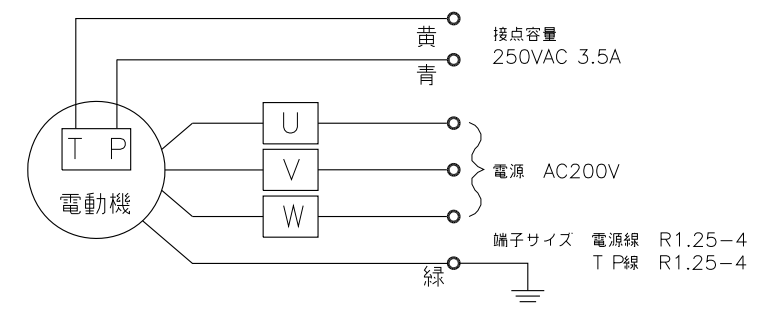 黄
接点容量
250VAC 3.5A
青
U
T P
V
電源 AC200V
電動機
W
端子サイズ 電源線 R1.25-4
TP線 R1.25-4
緑